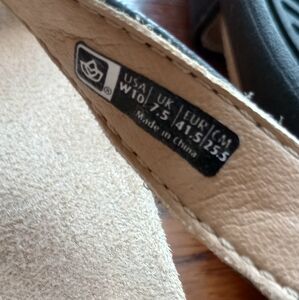 USA | UK | EUR | CM
W10 | 7.5 | 41.5 | 25.5
Made in China
®